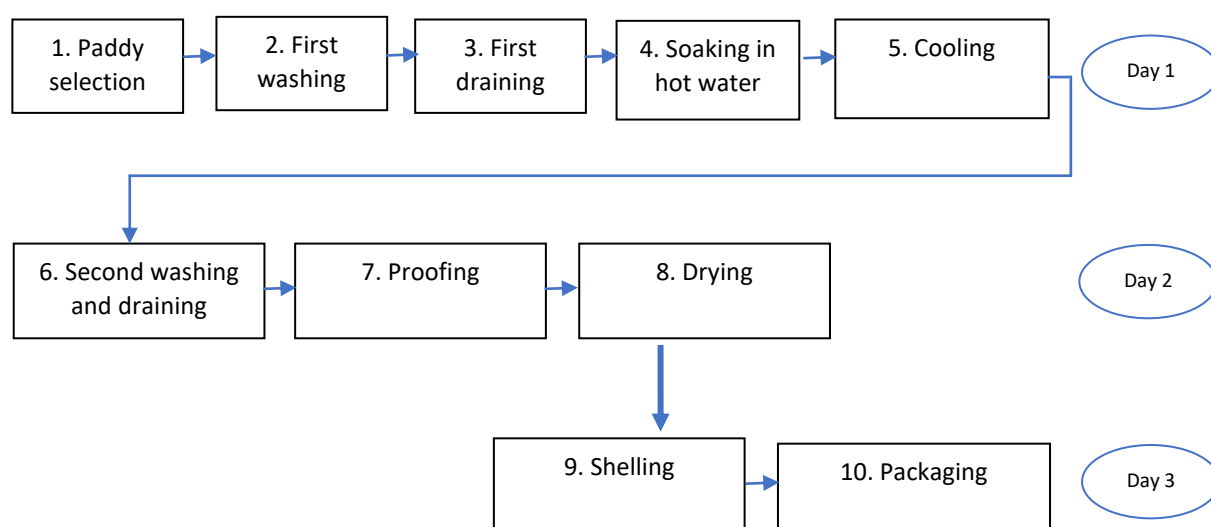 1. Paddy
selection
2. First
washing
3. First
draining
4. Soaking in
hot water
5. Cooling
Day 1
6. Second washing
and draining
7. Proofing
8. Drying
Day 2
9. Shelling
10. Packaging
Day 3